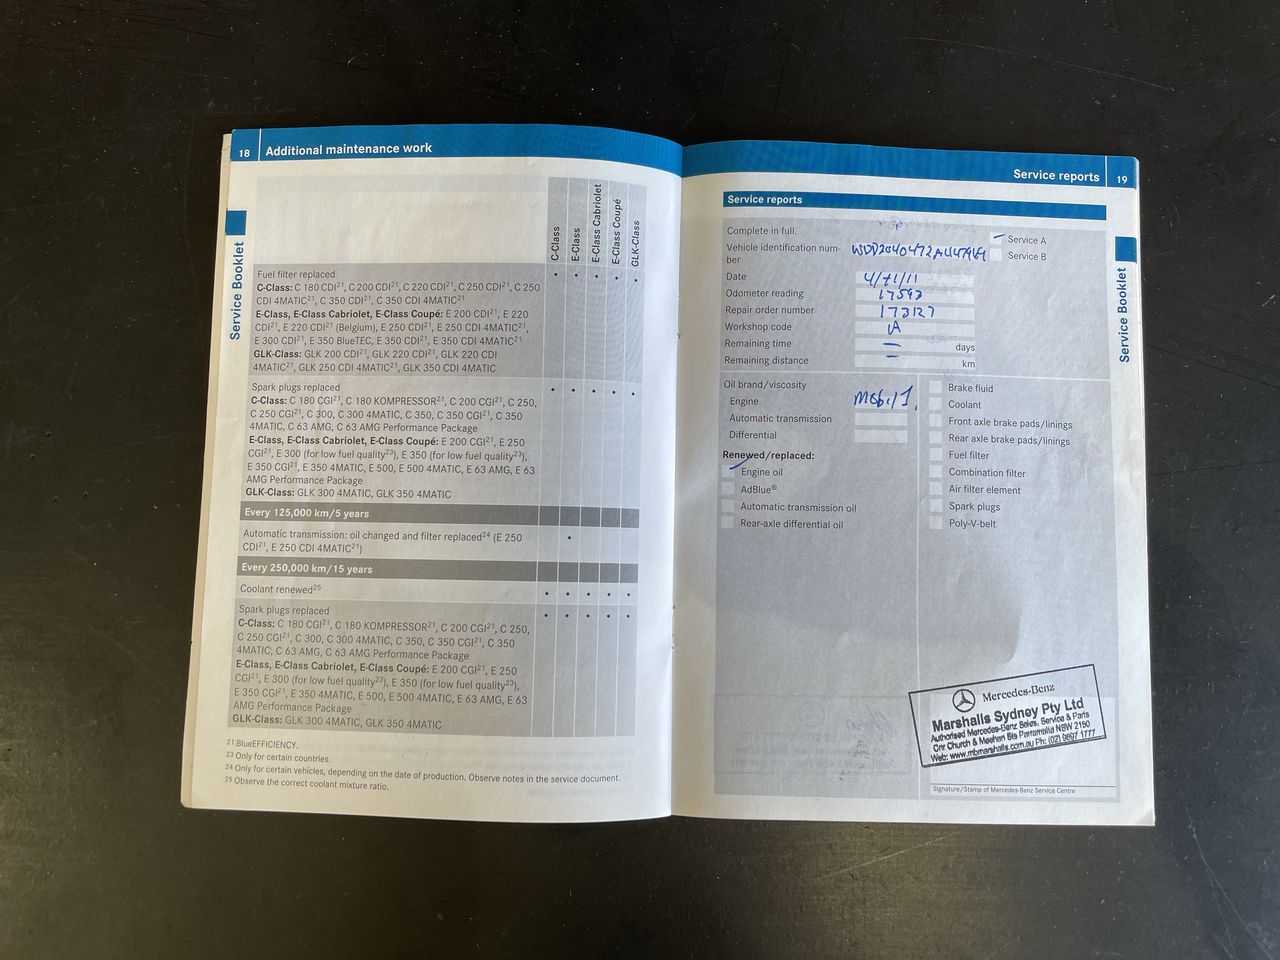 18 Additional maintenance work
Service Booklet
C-Class
E-Class
E-Class Cabriolet
E-Class Coupé
GLK-Class
Fuel filter replaced
C-Class: C 180 CDI21, C 200 CDI21, C 220 CDI21, C 250 CDI21, C 250
CDI 4MATIC21, C 350 CDI21, C 350 CDI 4MATIC21
E-Class, E-Class Cabriolet, E-Class Coupé: E 200 CDI21, E 220
CDI21, E 220 CDI21 (Belgium), E 250 CDI21, E 250 CDI 4MATIC21,
E 300 CDI21, E 350 BlueTEC, E 350 CDI21, E 350 CDI 4MATIC21
GLK-Class: GLK 200 CDI21, GLK 220 CDI21, GLK 220 CDI
4MATIC21, GLK 250 CDI 4MATIC21, GLK 350 CDI 4MATIC
Spark plugs replaced
C-Class: C 180 CGI21, C 180 KOMPRESSOR21, C 200 CGI21, C 250,
C 250 CGI21, C 300, C 300 4MATIC, C 350, C 350 CGI21, C 350
4MATIC, C 63 AMG, C 63 AMG Performance Package
E-Class, E-Class Cabriolet, E-Class Coupé: E 200 CGI21, E 250
CGI21, E 300 (for low fuel quality23), E 350 (for low fuel quality23),
E 350 CGI21, E 350 4MATIC, E 500, E 500 4MATIC, E 63 AMG, E 63
AMG Performance Package
GLK-Class: GLK 300 4MATIC, GLK 350 4MATIC
Every 125,000 km/5 years
Automatic transmission: oil changed and filter replaced24 (E 250
CDI21, E 250 CDI 4MATIC21)
Every 250,000 km/15 years
Coolant renewed25
Spark plugs replaced
C-Class: C 180 CGI21, C 180 KOMPRESSOR21, C 200 CGI21, C 250,
C 250 CGI21, C 300, C 300 4MATIC, C 350, C 350 CGI21, C 350
4MATIC, C 63 AMG, C 63 AMG Performance Package
E-Class, E-Class Cabriolet, E-Class Coupé: E 200 CGI21, E 250
CGI21, E 300 (for low fuel quality23), E 350 (for low fuel quality23),
E 350 CGI21, E 350 4MATIC, E 500, E 500 4MATIC, E 63 AMG, E 63
AMG Performance Package
GLK-Class: GLK 300 4MATIC, GLK 350 4MATIC
21 BlueEFFICIENCY.
23 Only for certain countries.
24 Only for certain vehicles, depending on the date of production. Observe notes in the service document.
25 Observe the correct coolant mixture ratio.
Service reports 19
Service Booklet
Service reports
Complete in full.
Service A
Vehicle identification num-
ber
Service B
Date
Odometer reading 17593
Repair order number 173127
Workshop code
Remaining time – days
Remaining distance – km
Oil brand/viscosity
Engine Mobil 1
Automatic transmission
Differential
Renewed/replaced:
Engine oil
AdBlue®
Automatic transmission oil
Rear-axle differential oil
Brake fluid
Coolant
Front axle brake pads/linings
Rear axle brake pads/linings
Fuel filter
Combination filter
Air filter element
Spark plugs
Poly-V-belt
Mercedes-Benz
Marshalls Sydney Pty Ltd
Authorised Mercedes-Benz Sales, Service & Parts
Cnr Church & Meehan Sts Parramatta NSW 2150
Web: www.mbmarshalls.com.au Ph: (02) 9897 1777
Signature/Stamp of Mercedes-Benz Service Centre